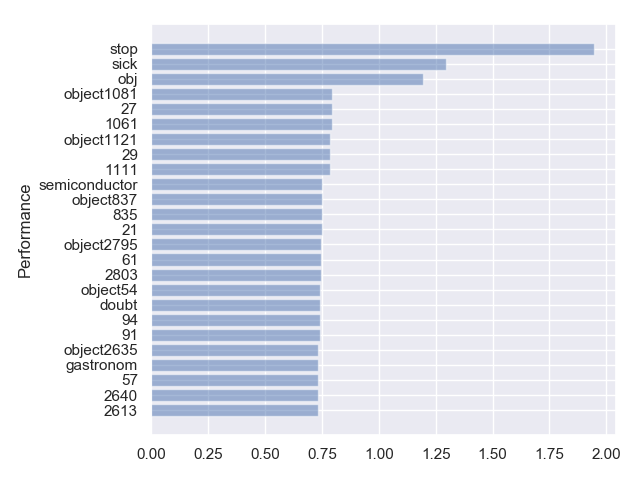 stop
sick
obj
object1081
27
1061
object1121
29
1111
semiconductor
object837
835
21
object2795
61
2803
object54
doubt
94
91
object2635
gastronom
57
2640
2613
Performance
0.00 0.25 0.50 0.75 1.00 1.25 1.50 1.75 2.00